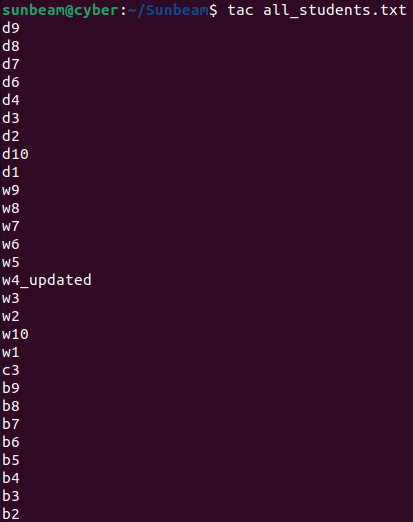 sunbeam@cyber:~/Sunbeam$ tac all_students.txt
d9
d8
d7
d6
d4
d3
d2
d10
d1
w9
w8
w7
w6
w5
w4_updated
w3
w2
w10
w1
c3
b9
b8
b7
b6
b5
b4
b3
b2